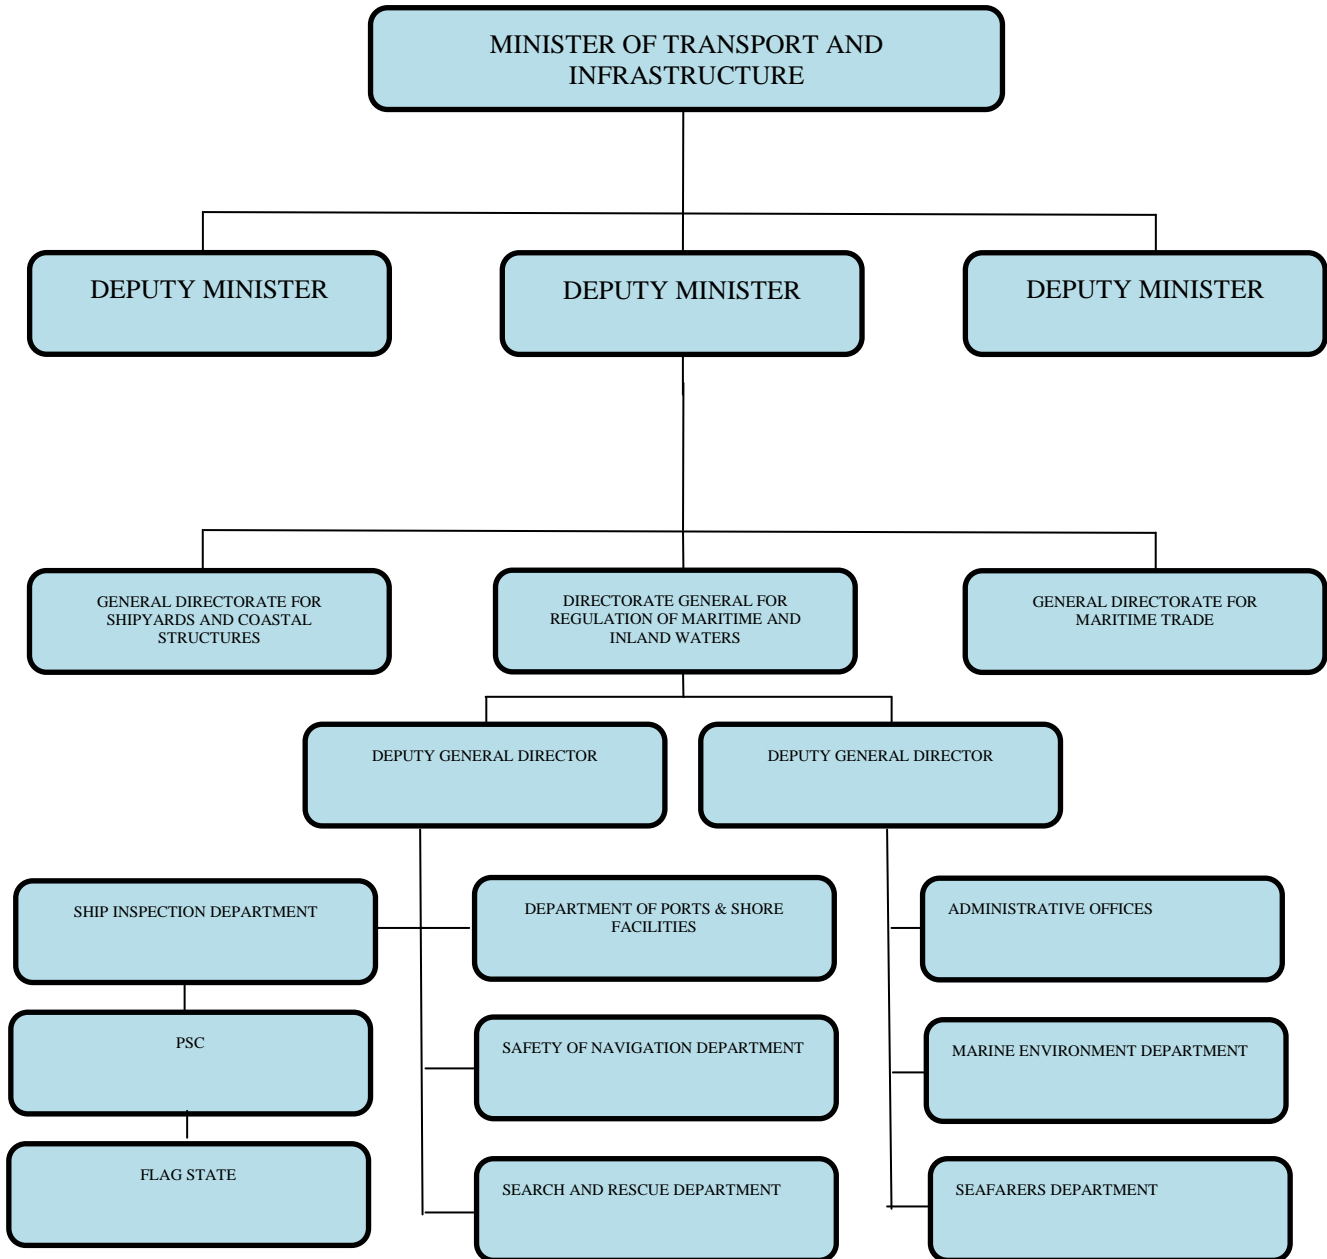 MINISTER OF TRANSPORT AND
INFRASTRUCTURE
DEPUTY MINISTER
DEPUTY MINISTER
DEPUTY MINISTER
GENERAL DIRECTORATE FOR
SHIPYARDS AND COASTAL
STRUCTURES
DIRECTORATE GENERAL FOR
REGULATION OF MARITIME AND
INLAND WATERS
GENERAL DIRECTORATE FOR
MARITIME TRADE
DEPUTY GENERAL DIRECTOR
DEPUTY GENERAL DIRECTOR
SHIP INSPECTION DEPARTMENT
DEPARTMENT OF PORTS & SHORE
FACILITIES
ADMINISTRATIVE OFFICES
PSC
SAFETY OF NAVIGATION DEPARTMENT
MARINE ENVIRONMENT DEPARTMENT
FLAG STATE
SEARCH AND RESCUE DEPARTMENT
SEAFARERS DEPARTMENT